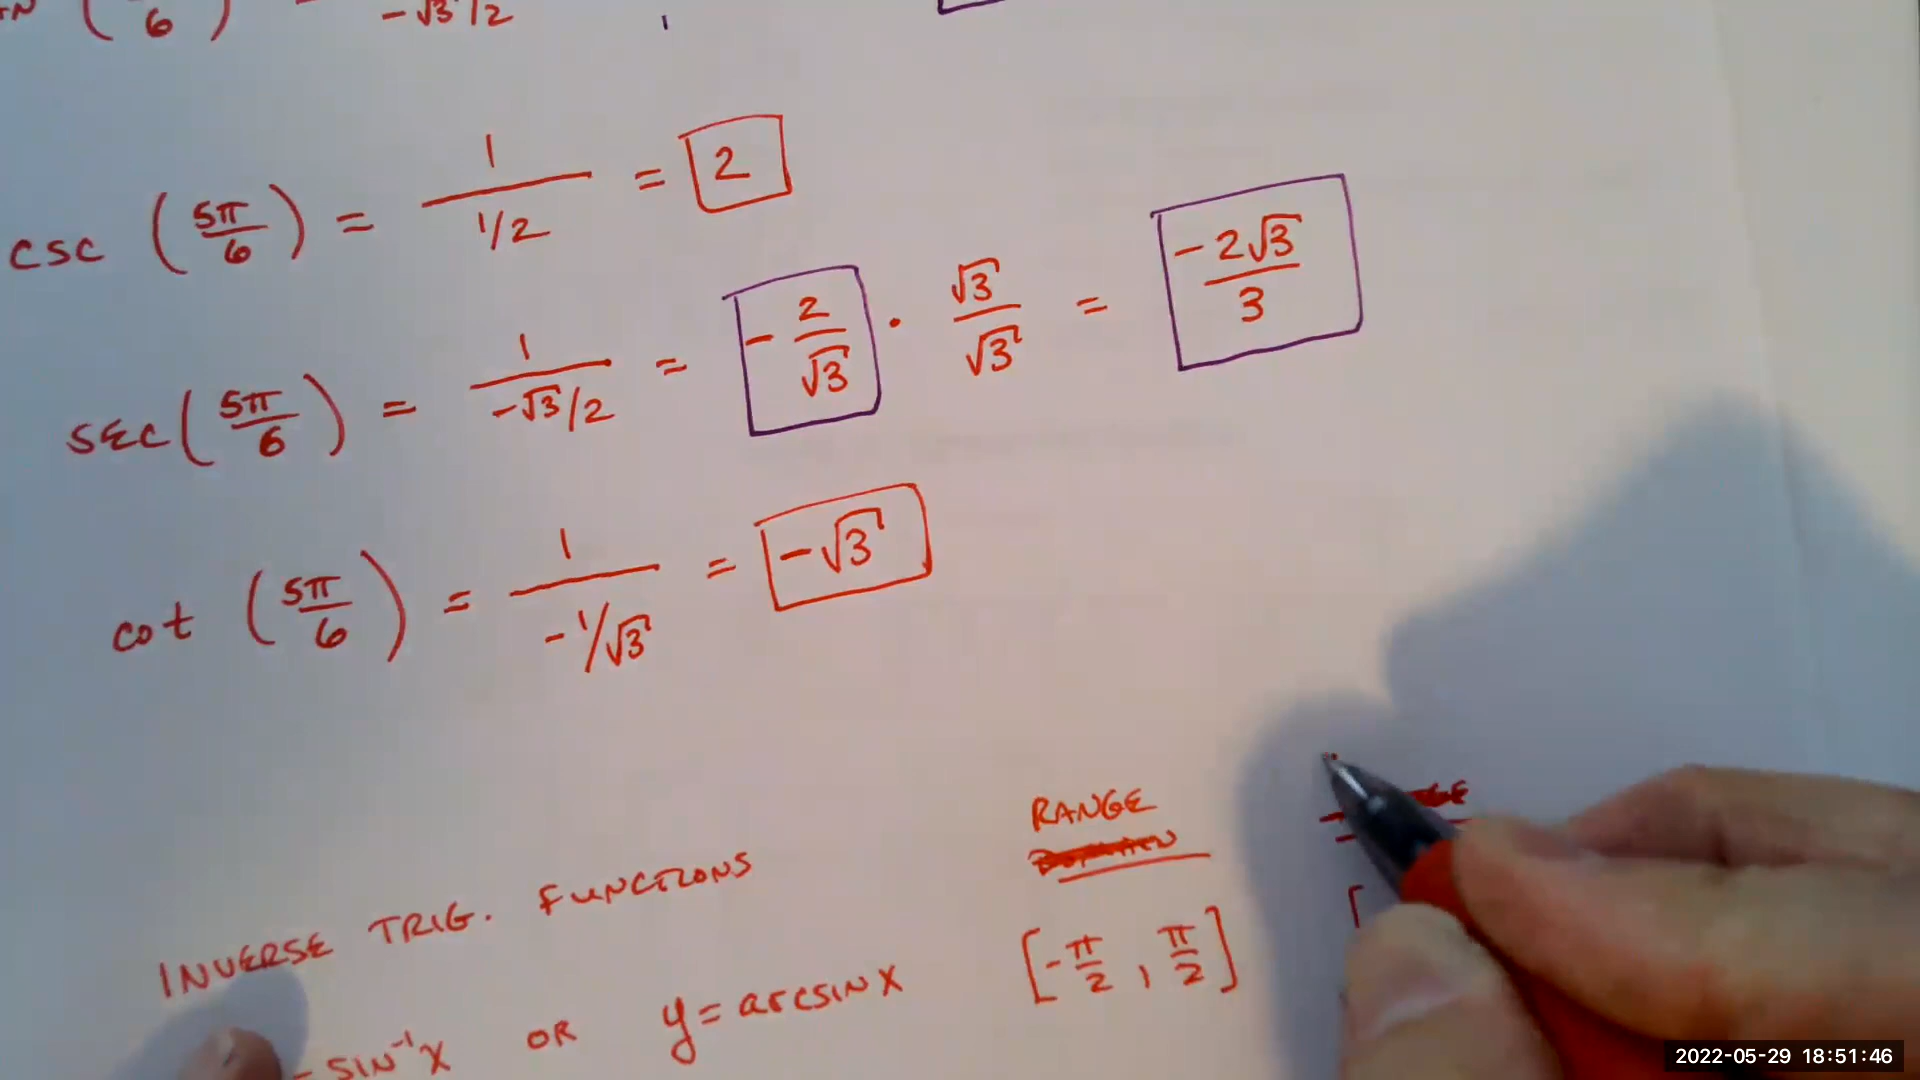 (6) -√3/2
csc (5π/6) = 1/(1/2) = 2
sec (5π/6) = 1/(-√3/2) = -2/√3 · √3/√3 = -2√3/3
cot (5π/6) = 1/(-1/√3) = -√3
RANGE
INVERSE TRIG. FUNCTIONS
sin⁻¹x OR y = arcsin x [-π/2, π/2] [
2022-05-29 18:51:46